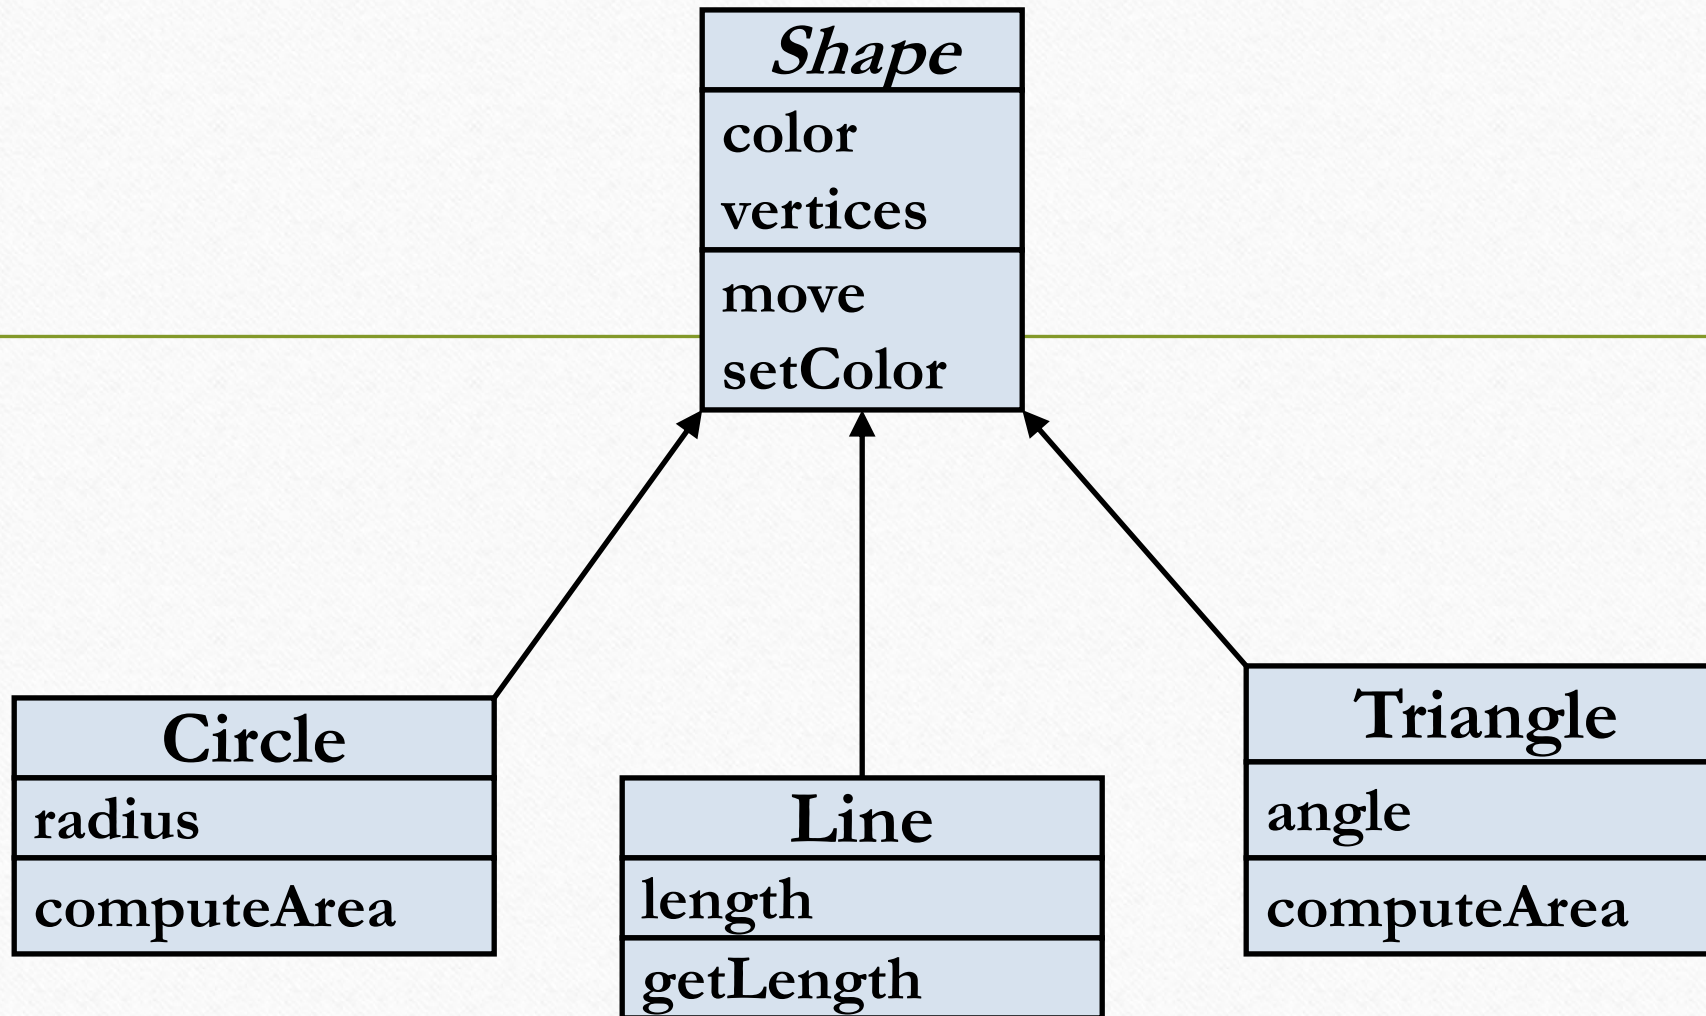 Shape
color
vertices
move
setColor
Circle
radius
computeArea
Line
length
getLength
Triangle
angle
computeArea